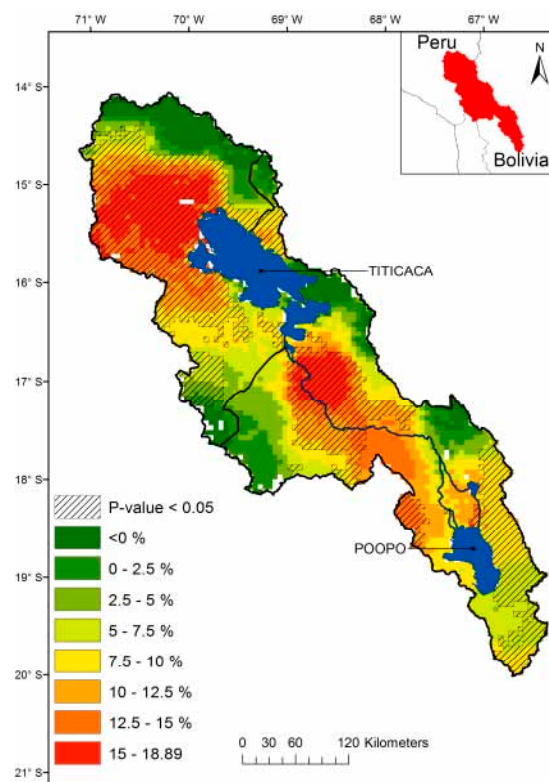 71° W 70° W 69° W 68° W 67° W
Peru
N
Bolivia
14° S
15° S
16° S
17° S
18° S
19° S
20° S
21° S
TITICACA
POOPO
P-value < 0.05
<0 %
0 - 2.5 %
2.5 - 5 %
5 - 7.5 %
7.5 - 10 %
10 - 12.5 %
12.5 - 15 %
15 - 18.89
0 30 60 120 Kilometers